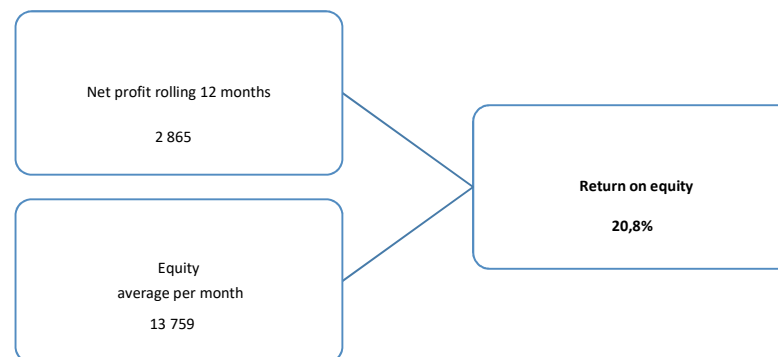 Net profit rolling 12 months
2 865
Return on equity
20,8%
Equity
average per month
13 759